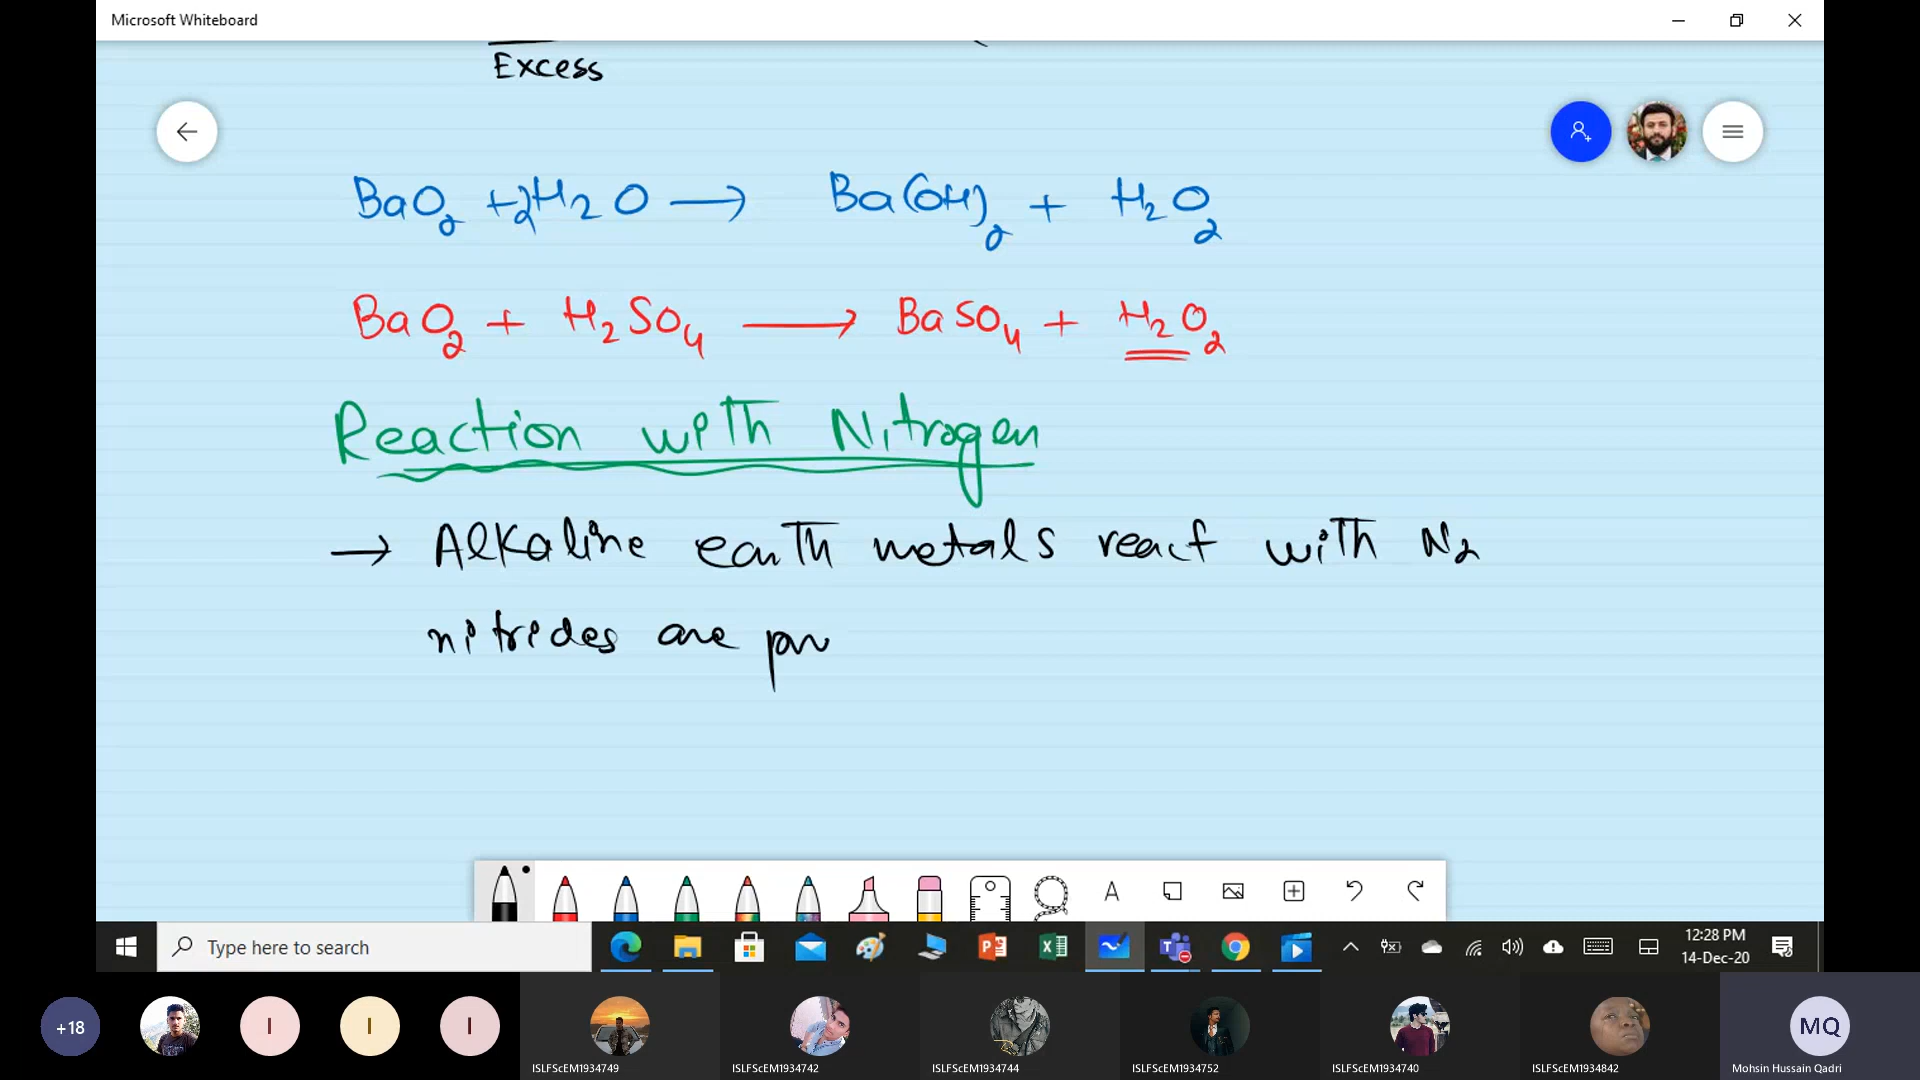 Microsoft Whiteboard
Excess
BaO2 + 2H2O → Ba(OH)2 + H2O2
BaO2 + H2SO4 → BaSO4 + H2O2
Reaction with Nitrogen
→ Alkaline earth metals react with N2
nitrides are
A
Type here to search
12:28 PM
14-Dec-20
+18
I
I
I
MQ
ISLFScEM1934749
ISLFScEM1934742
ISLFScEM1934744
ISLFScEM1934752
ISLFScEM1934740
ISLFScEM1934842
Mohsin Hussain Qadri